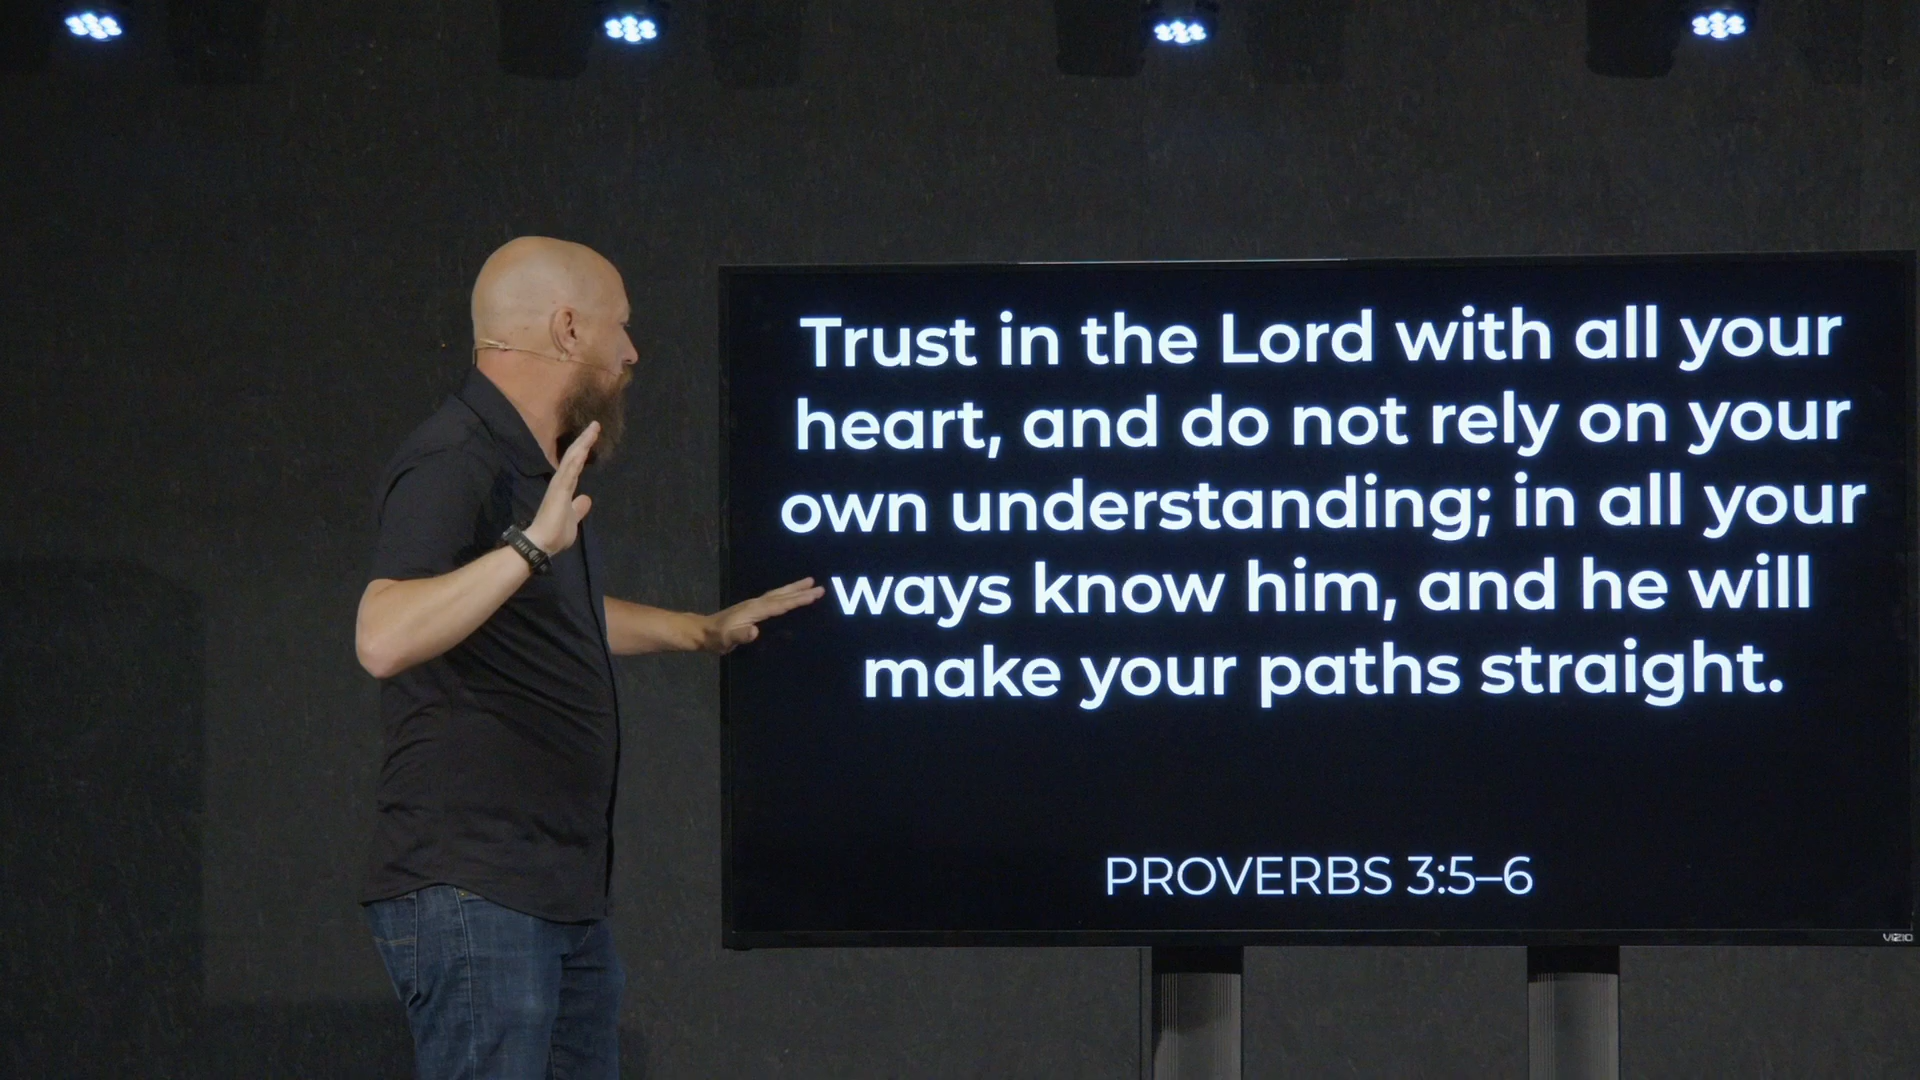 Trust in the Lord with all your
heart, and do not rely on your
own understanding; in all your
ways know him, and he will
make your paths straight.
PROVERBS 3:5–6
VIZIO